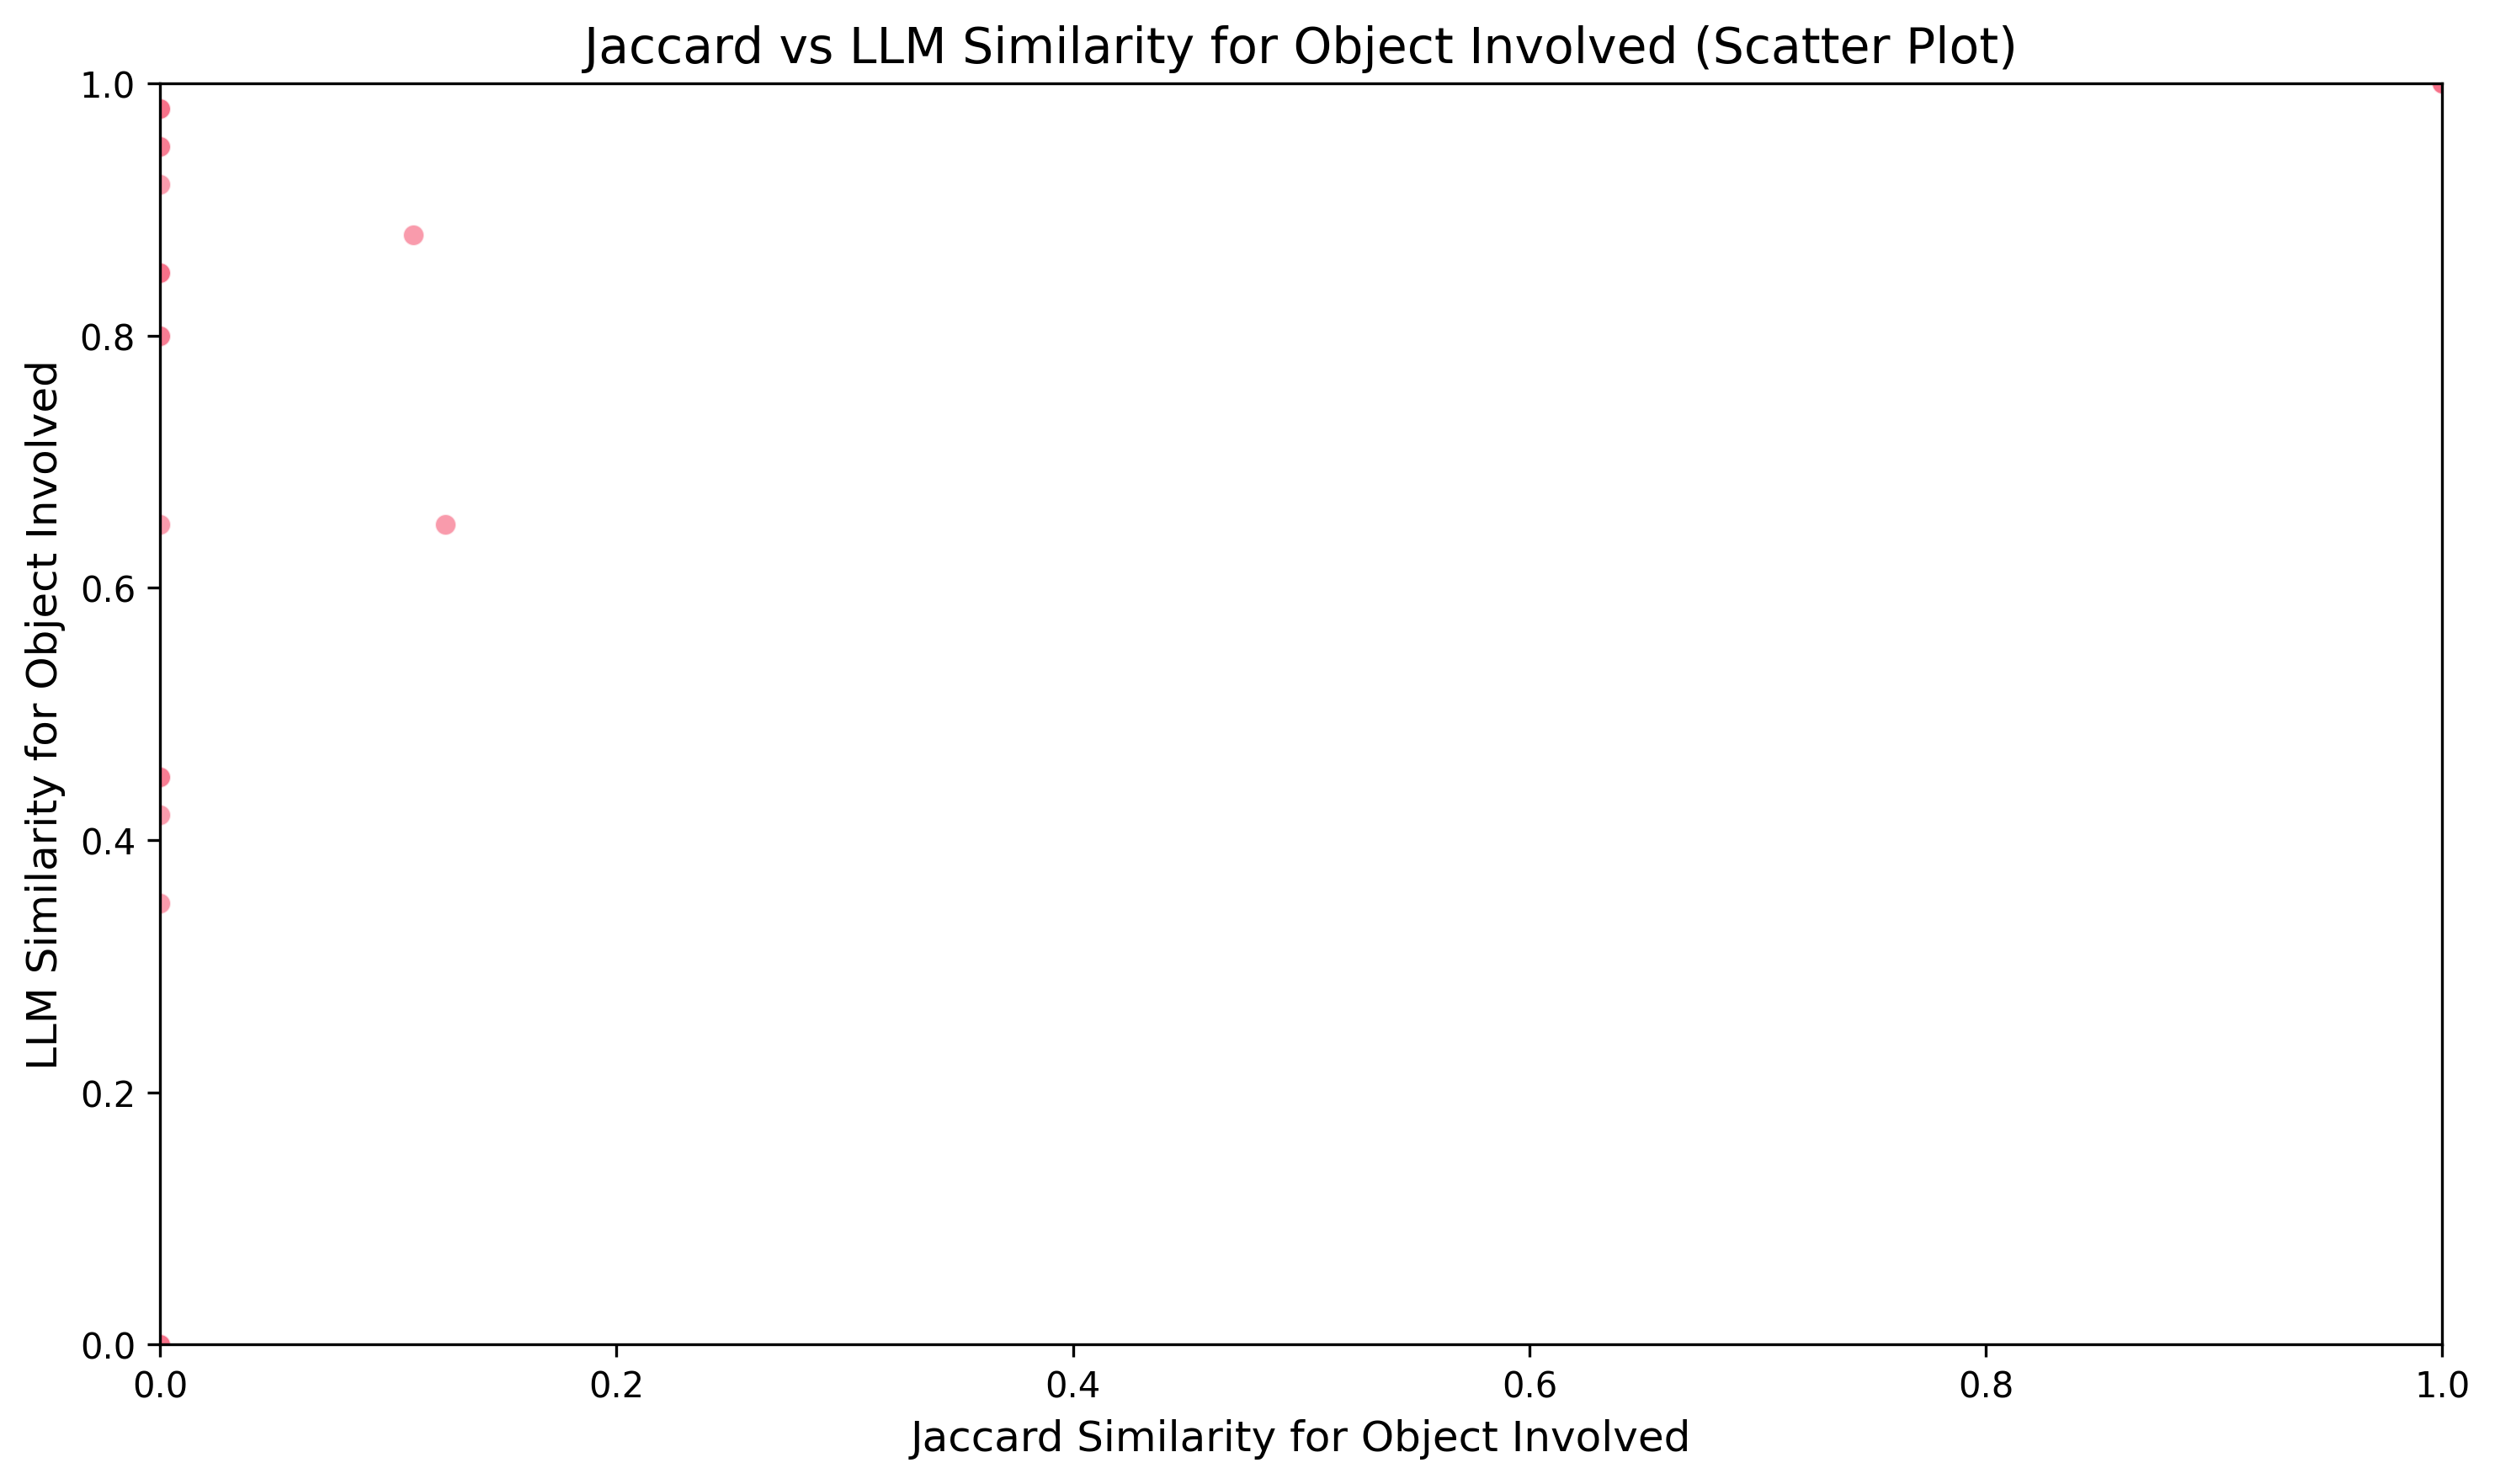 Jaccard vs LLM Similarity for Object Involved (Scatter Plot)
LLM Similarity for Object Involved
1.0
0.8
0.6
0.4
0.2
0.0
0.0 0.2 0.4 0.6 0.8 1.0
Jaccard Similarity for Object Involved